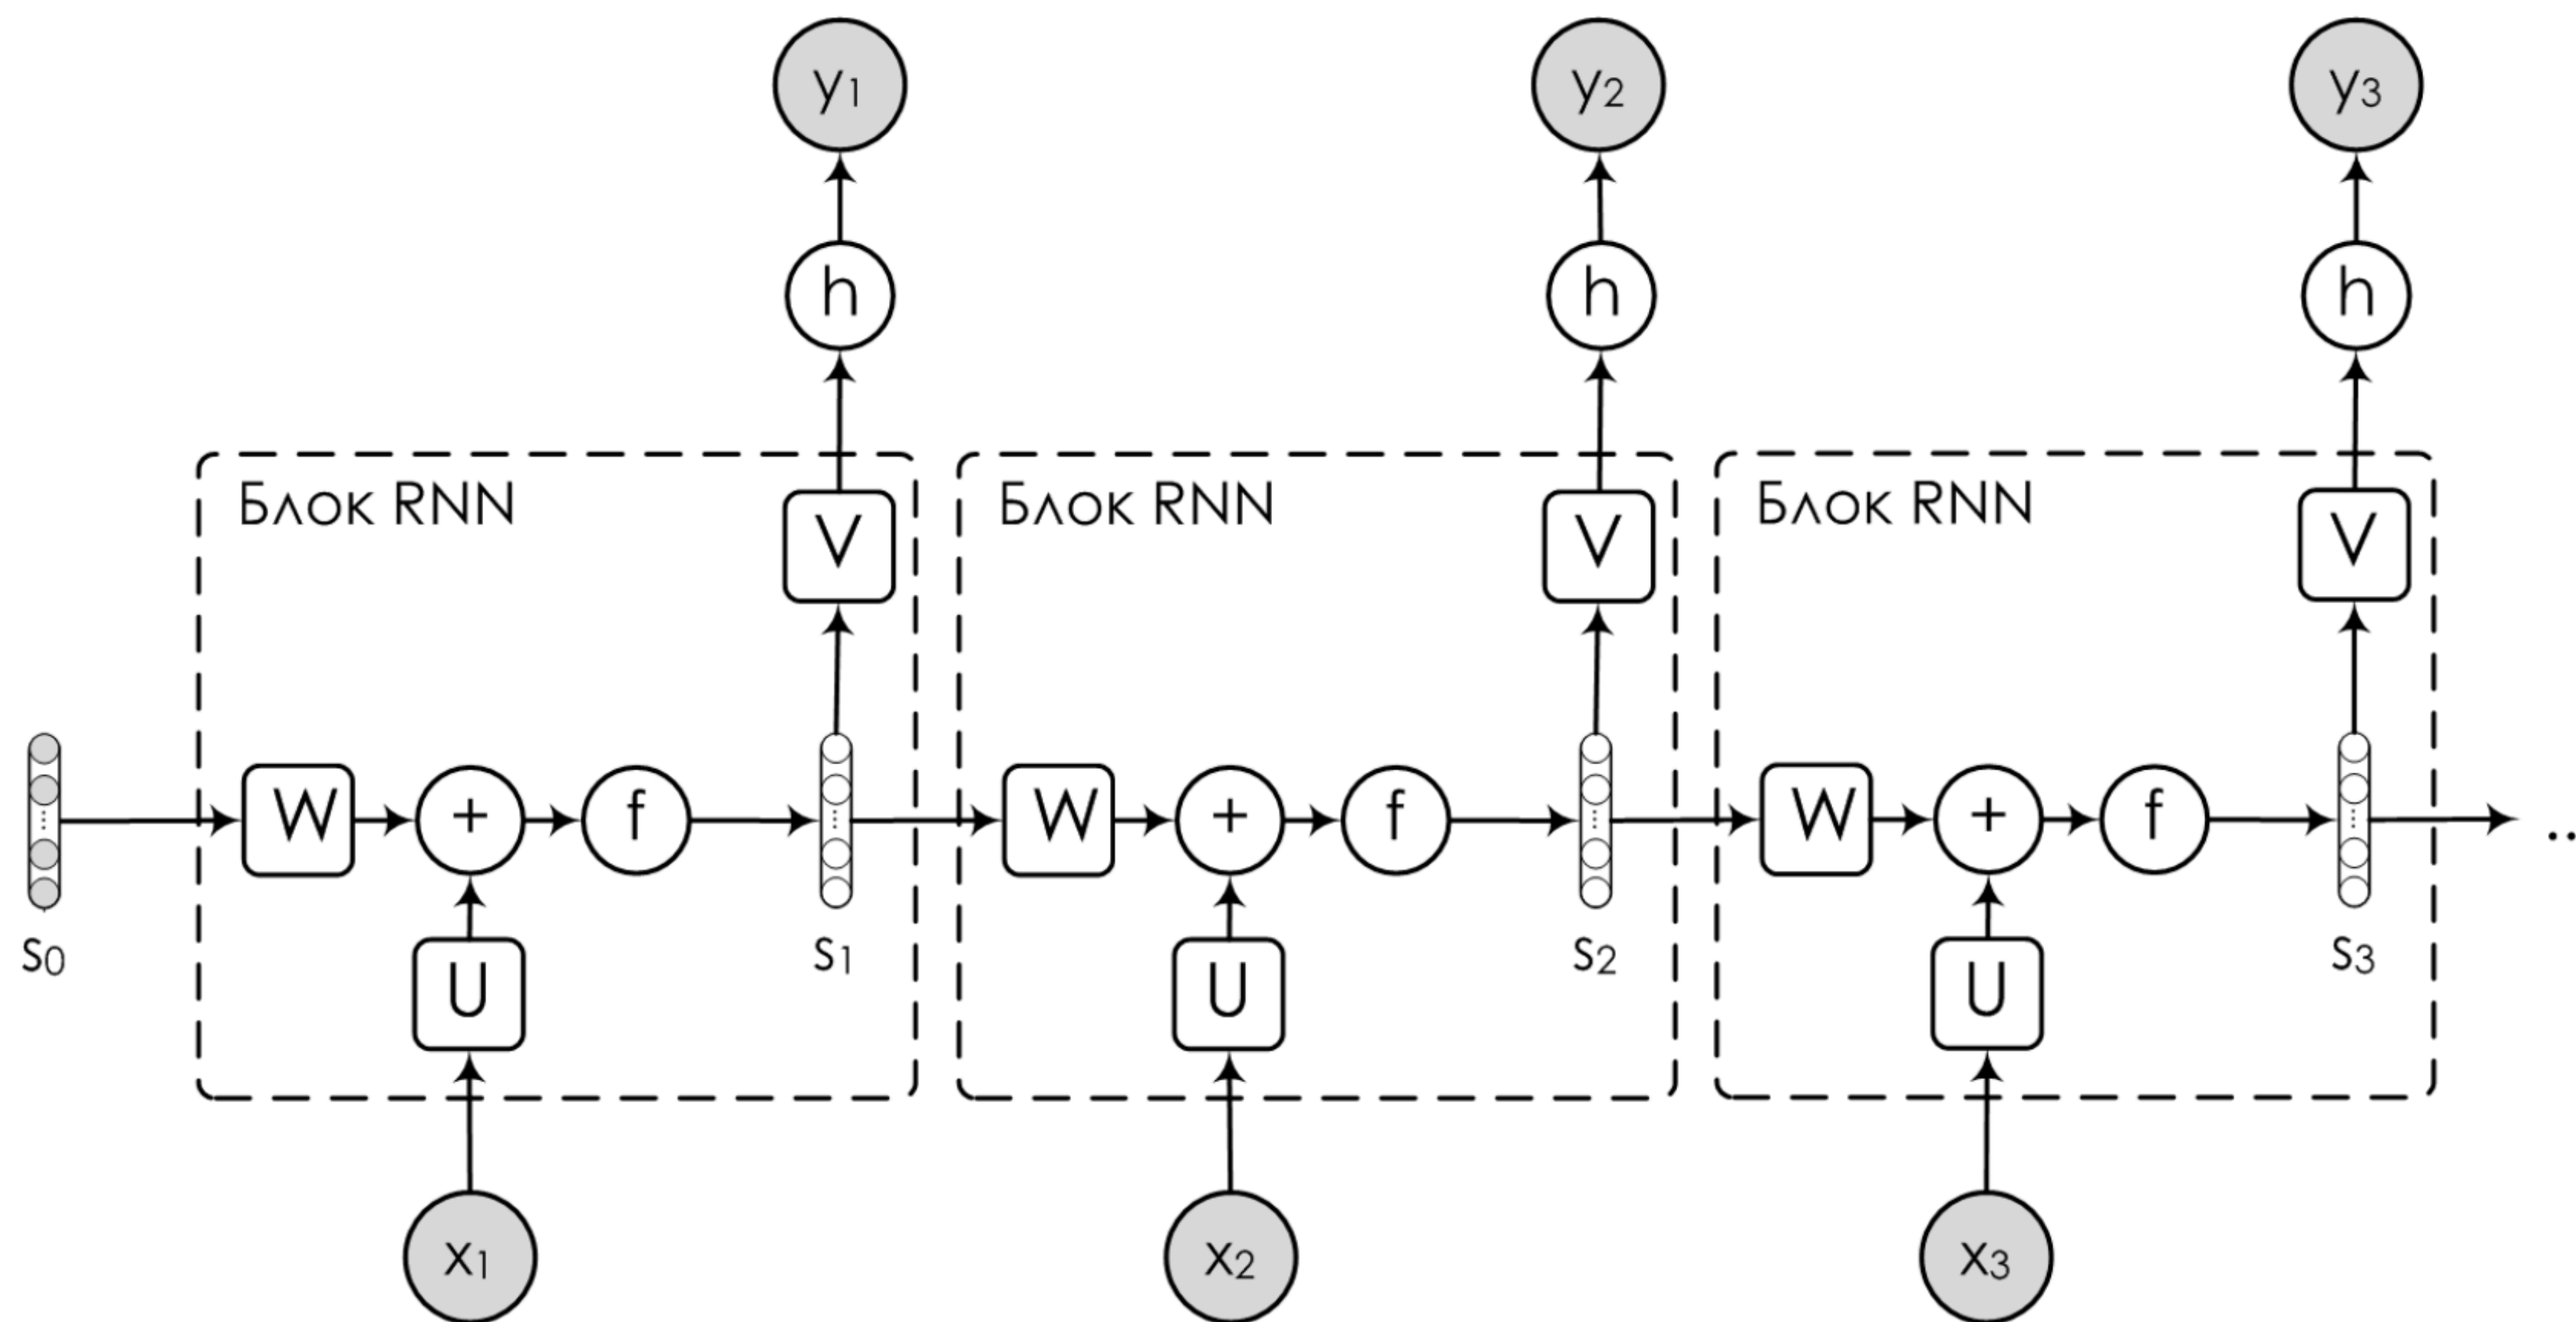 y1 y2 y3
h h h
Блок RNN V Блок RNN V Блок RNN V
W + f W + f W + f ..
s0 s1 s2 s3
U U U
x1 x2 x3